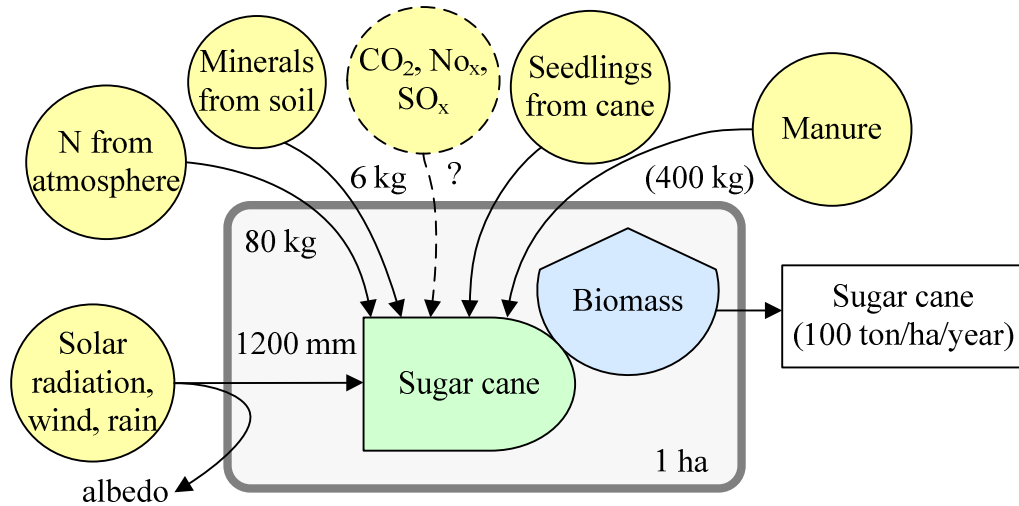 Minerals
from soil
CO₂, Noₓ,
SOₓ
Seedlings
from cane
Manure
N from
atmosphere
6 kg
?
(400 kg)
80 kg
Biomass
Sugar cane
(100 ton/ha/year)
Solar
radiation,
wind, rain
1200 mm
Sugar cane
1 ha
albedo